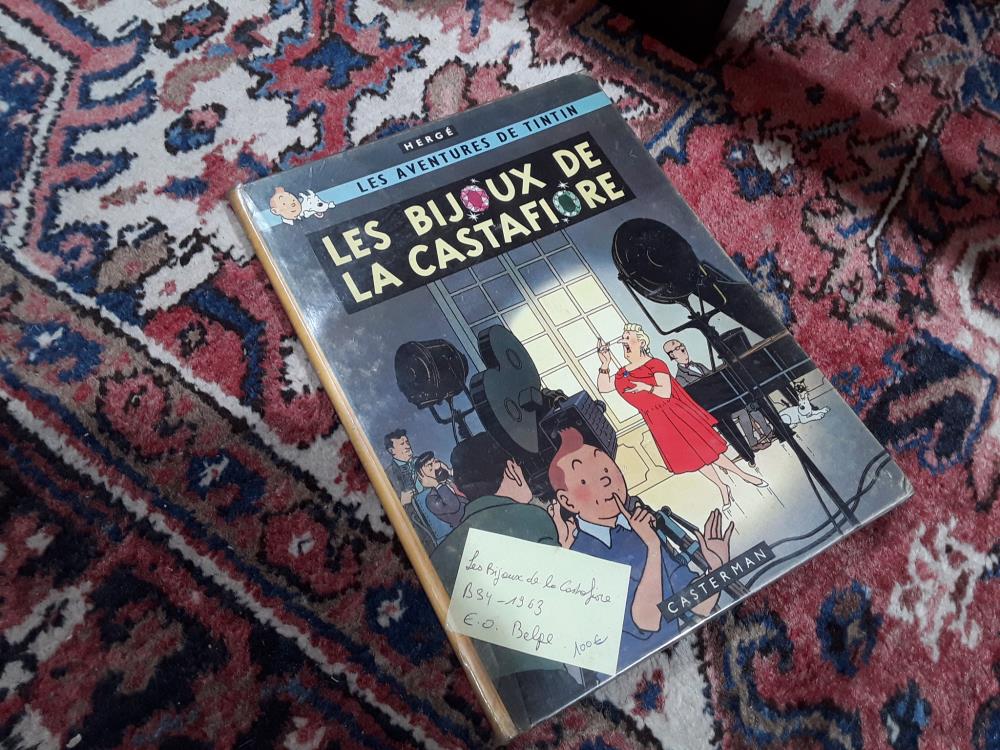 HERGÉ
LES AVENTURES DE TINTIN
LES BIJOUX DE
LA CASTAFIORE
Les Bijoux de la Castafiore
B34-1963
E.O. Belge. 100€
CASTERMAN